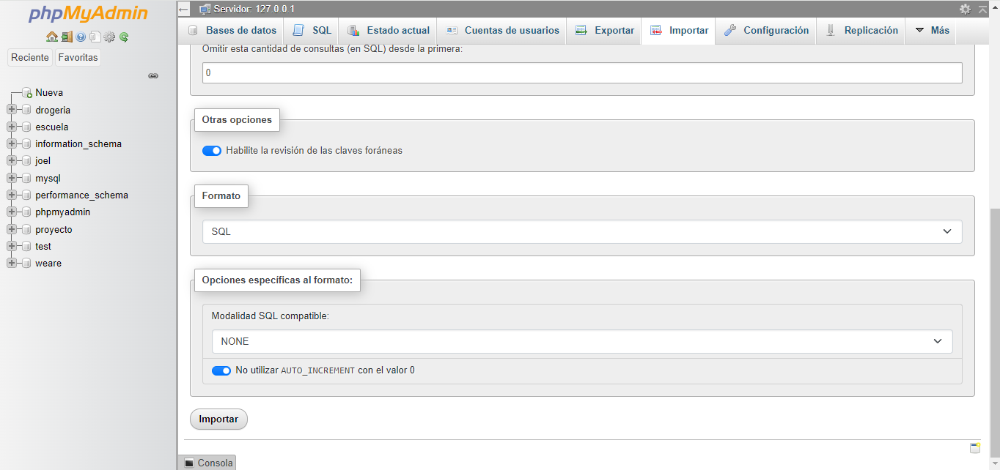 phpMyAdmin
Reciente
Favoritas
Nueva
drogeria
escuela
information_schema
joel
mysql
performance_schema
phpmyadmin
proyecto
test
weare
Servidor: 127.0.0.1
Bases de datos
SQL
Estado actual
Cuentas de usuarios
Exportar
Importar
Configuración
Replicación
Más
Omitir esta cantidad de consultas (en SQL) desde la primera:
0
Otras opciones
Habilite la revisión de las claves foráneas
Formato
SQL
Opciones específicas al formato:
Modalidad SQL compatible:
NONE
No utilizar AUTO_INCREMENT con el valor 0
Importar
Consola